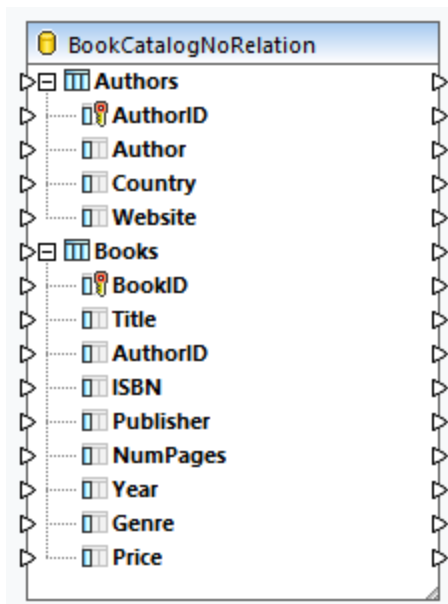 BookCatalogNoRelation
Authors
AuthorID
Author
Country
Website
Books
BookID
Title
AuthorID
ISBN
Publisher
NumPages
Year
Genre
Price